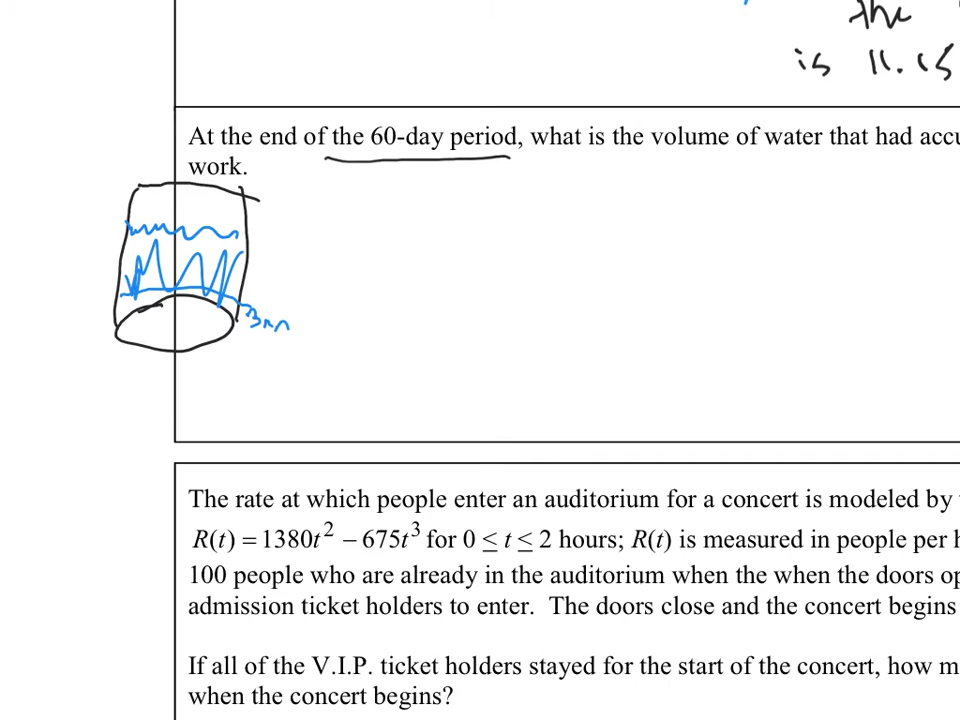 the
is 11.15
At the end of the 60-day period, what is the volume of water that had accu
work.
3mm
The rate at which people enter an auditorium for a concert is modeled by
R(t) = 1380t² – 675t³ for 0 ≤ t ≤ 2 hours; R(t) is measured in people per h
100 people who are already in the auditorium when the when the doors op
admission ticket holders to enter. The doors close and the concert begins
If all of the V.I.P. ticket holders stayed for the start of the concert, how m
when the concert begins?